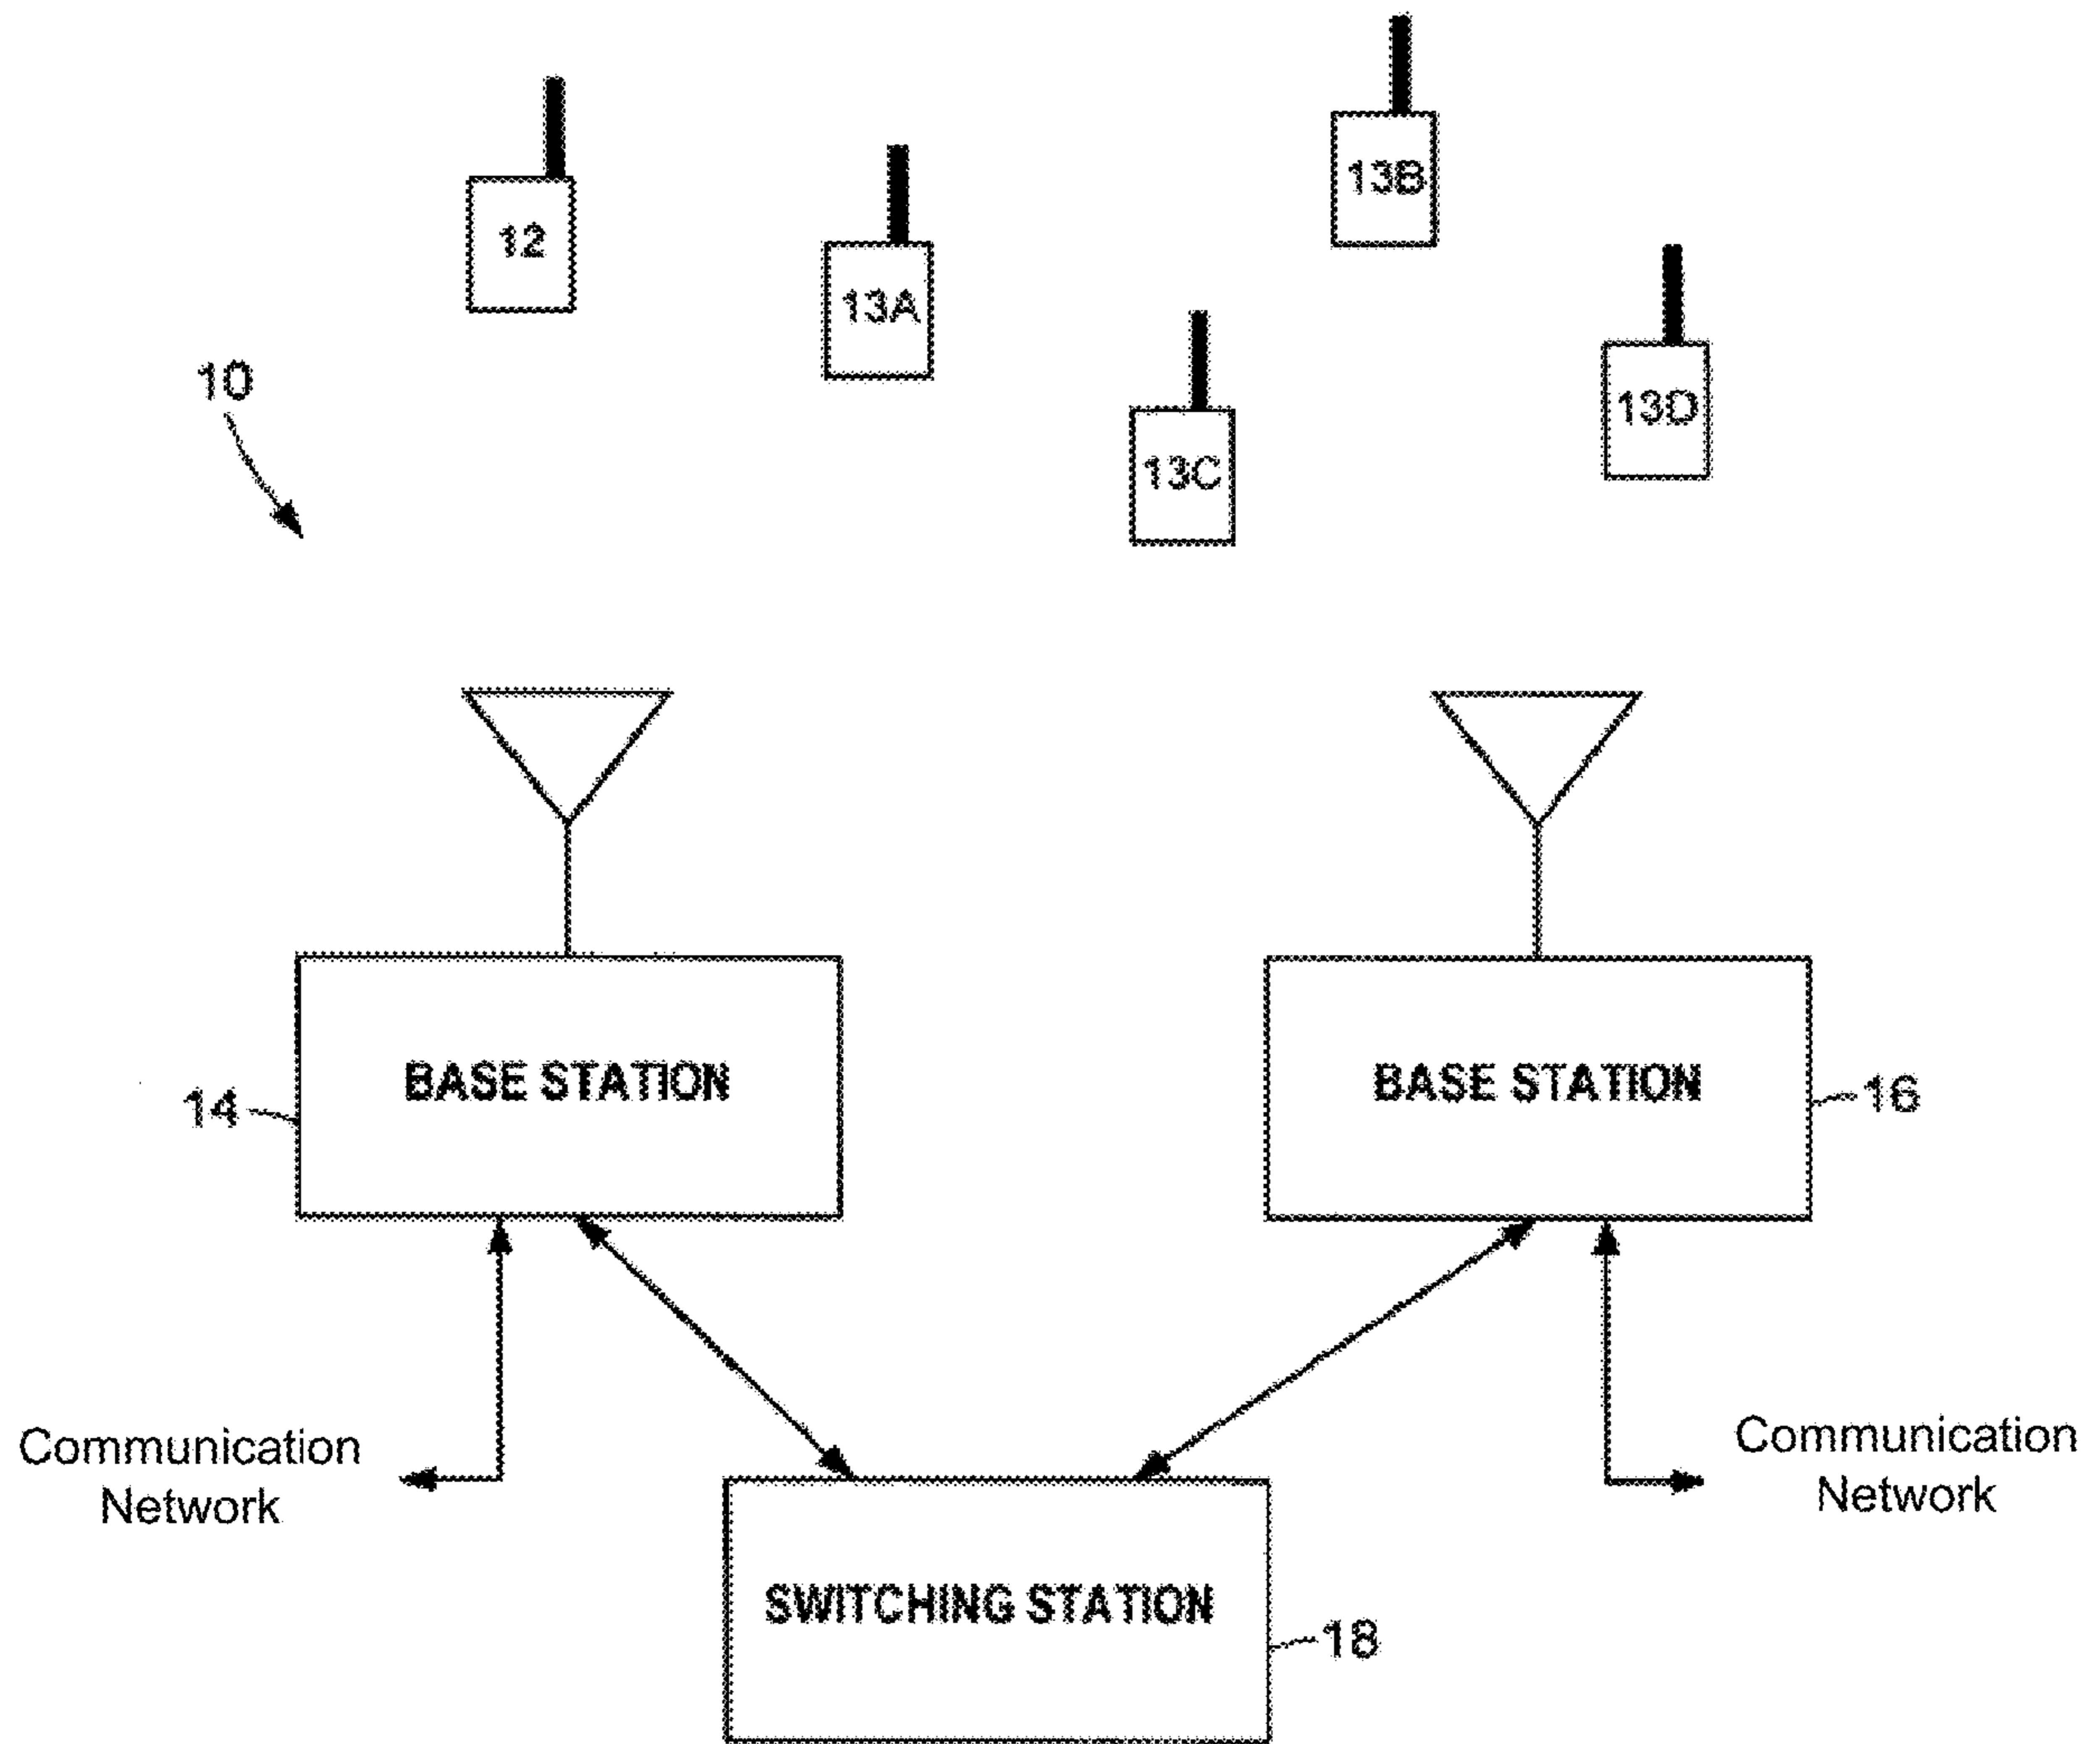 13B
12
13A
10
13D
13C
BASE STATION
BASE STATION
14
16
Communication
Network
Communication
Network
SWITCHING STATION
18